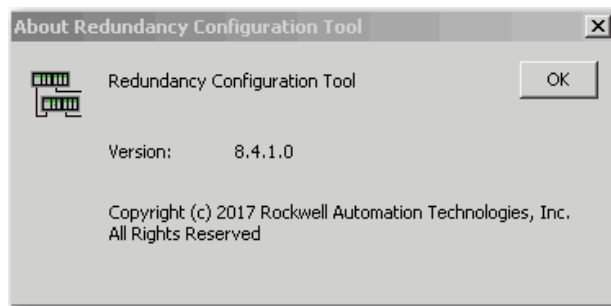 About Redundancy Configuration Tool
Redundancy Configuration Tool
OK
Version: 8.4.1.0
Copyright (c) 2017 Rockwell Automation Technologies, Inc.
All Rights Reserved